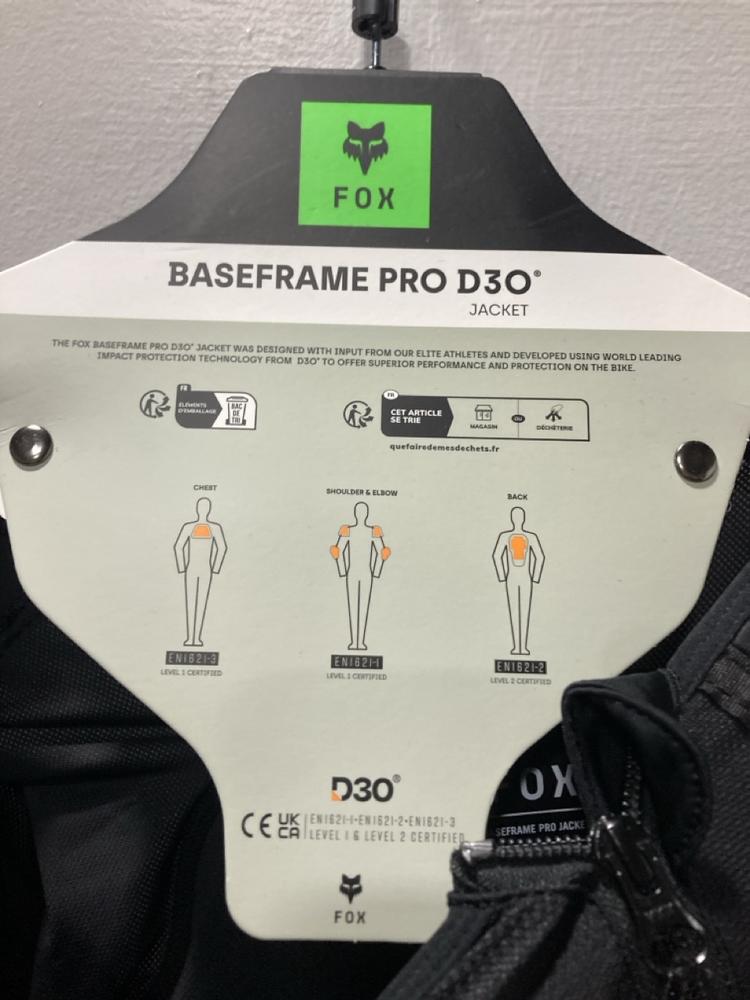 FOX
BASEFRAME PRO D3O®
JACKET
THE FOX BASEFRAME PRO D3O® JACKET WAS DESIGNED WITH INPUT FROM OUR ELITE ATHLETES AND DEVELOPED USING WORLD LEADING
IMPACT PROTECTION TECHNOLOGY FROM D3O® TO OFFER SUPERIOR PERFORMANCE AND PROTECTION ON THE BIKE.
FR
ÉLÉMENTS
D'EMBALLAGE
BAC
DE
TRI
FR
CET ARTICLE
SE TRIE
MAGASIN
OU
DÉCHÈTERIE
quefairedemesdechets.fr
CHEST
SHOULDER & ELBOW
BACK
EN1621-3
LEVEL 1 CERTIFIED
EN1621-1
LEVEL 1 CERTIFIED
EN1621-2
LEVEL 2 CERTIFIED
D3O®
CE UK CA
EN1621-1•EN1621-2•EN1621-3
LEVEL 1 & LEVEL 2 CERTIFIED
FOX
OX
SEFRAME PRO JACKE